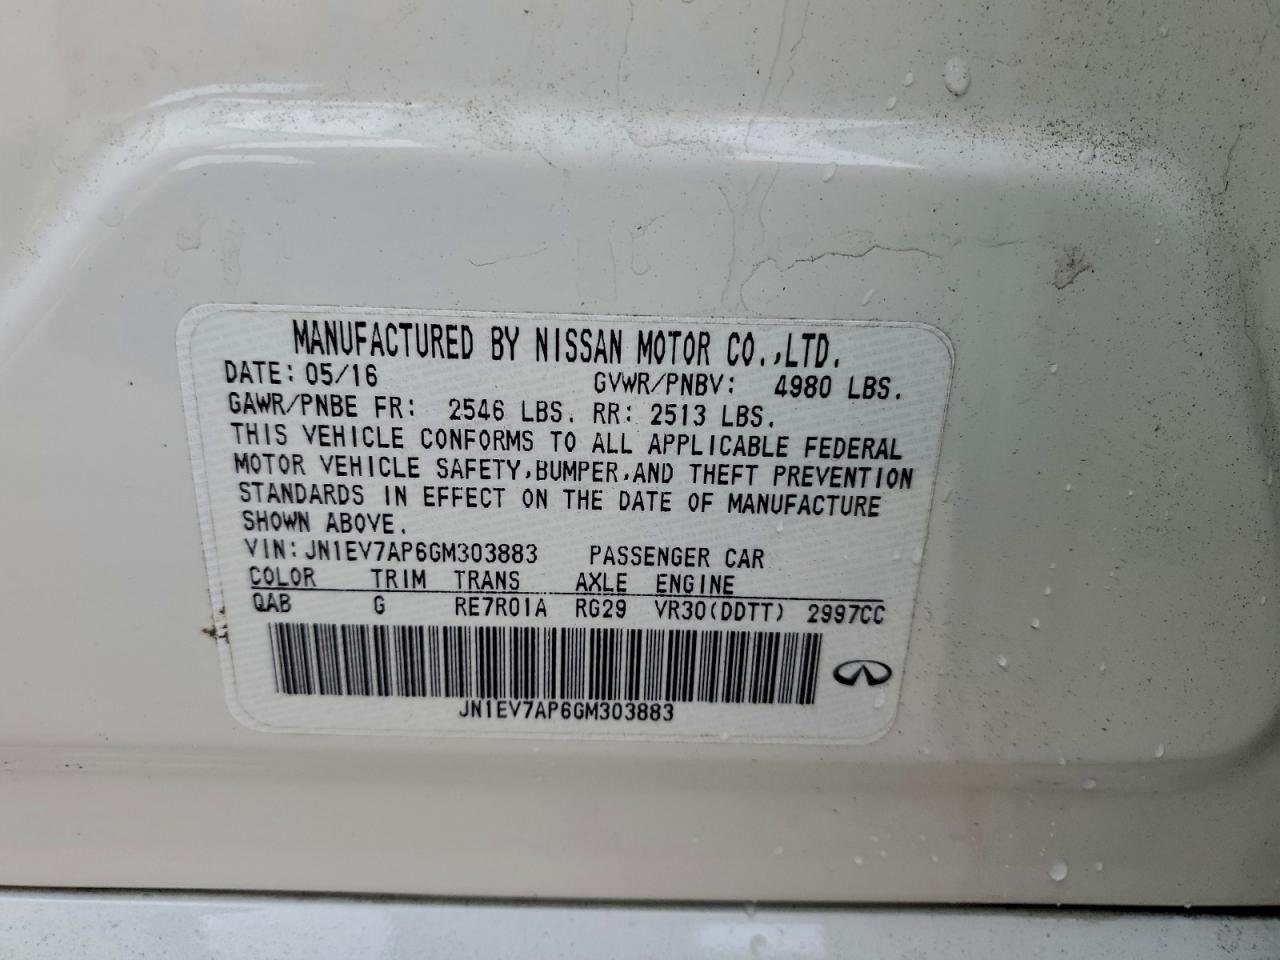 MANUFACTURED BY NISSAN MOTOR CO.,LTD.
DATE: 05/16 GVWR/PNBV: 4980 LBS.
GAWR/PNBE FR: 2546 LBS. RR: 2513 LBS.
THIS VEHICLE CONFORMS TO ALL APPLICABLE FEDERAL
MOTOR VEHICLE SAFETY,BUMPER,AND THEFT PREVENTION
STANDARDS IN EFFECT ON THE DATE OF MANUFACTURE
SHOWN ABOVE.
VIN: JN1EV7AP6GM303883 PASSENGER CAR
COLOR TRIM TRANS AXLE ENGINE
QAB G RE7R01A RG29 VR30(DDTT) 2997CC
JN1EV7AP6GM303883